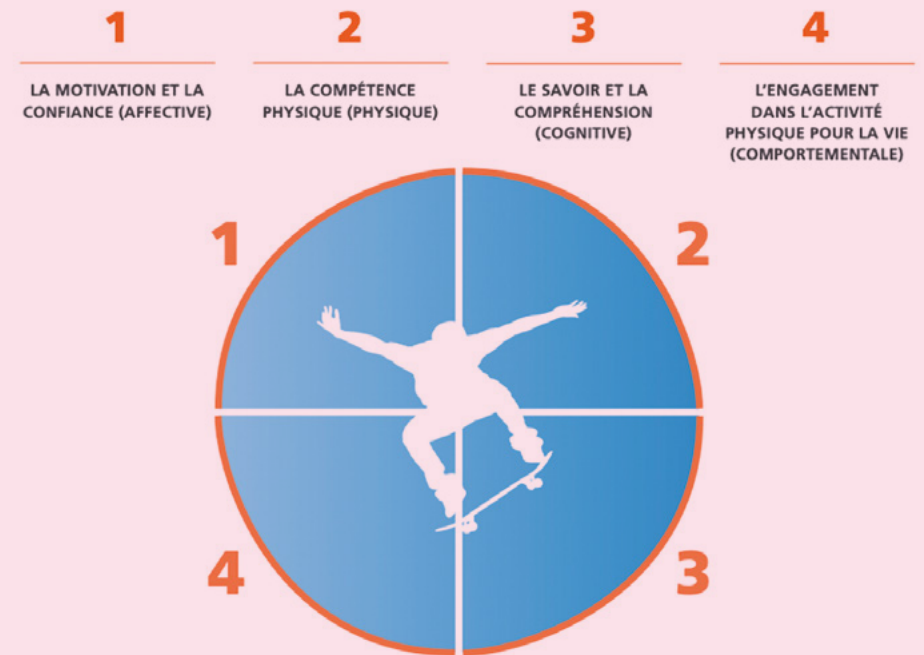 1
LA MOTIVATION ET LA
CONFIANCE (AFFECTIVE)
2
LA COMPÉTENCE
PHYSIQUE (PHYSIQUE)
3
LE SAVOIR ET LA
COMPRÉHENSION
(COGNITIVE)
4
L'ENGAGEMENT
DANS L'ACTIVITÉ
PHYSIQUE POUR LA VIE
(COMPORTEMENTALE)
1
2
4
3